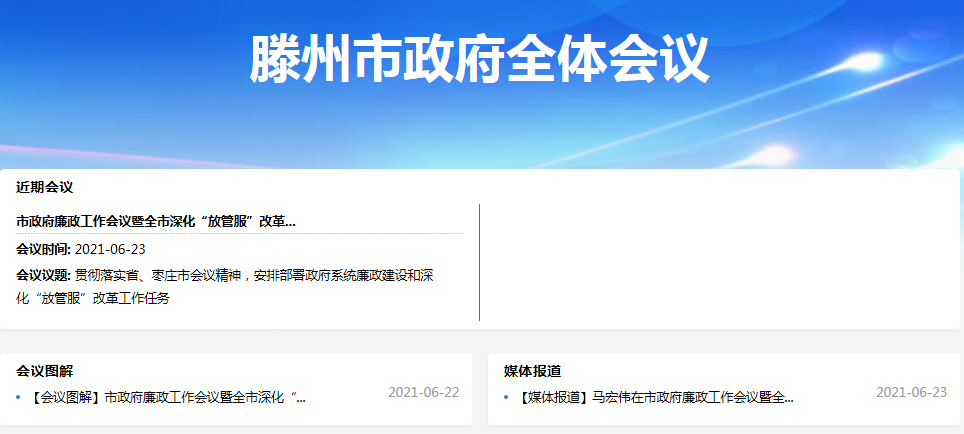 滕州市政府全体会议
近期会议
市政府廉政工作会议暨全市深化“放管服”改革...
会议时间: 2021-06-23
会议议题: 贯彻落实省、枣庄市会议精神，安排部署政府系统廉政建设和深
化“放管服”改革工作任务
会议图解
• 【会议图解】市政府廉政工作会议暨全市深化“... 2021-06-22
媒体报道
• 【媒体报道】马宏伟在市政府廉政工作会议暨全... 2021-06-23